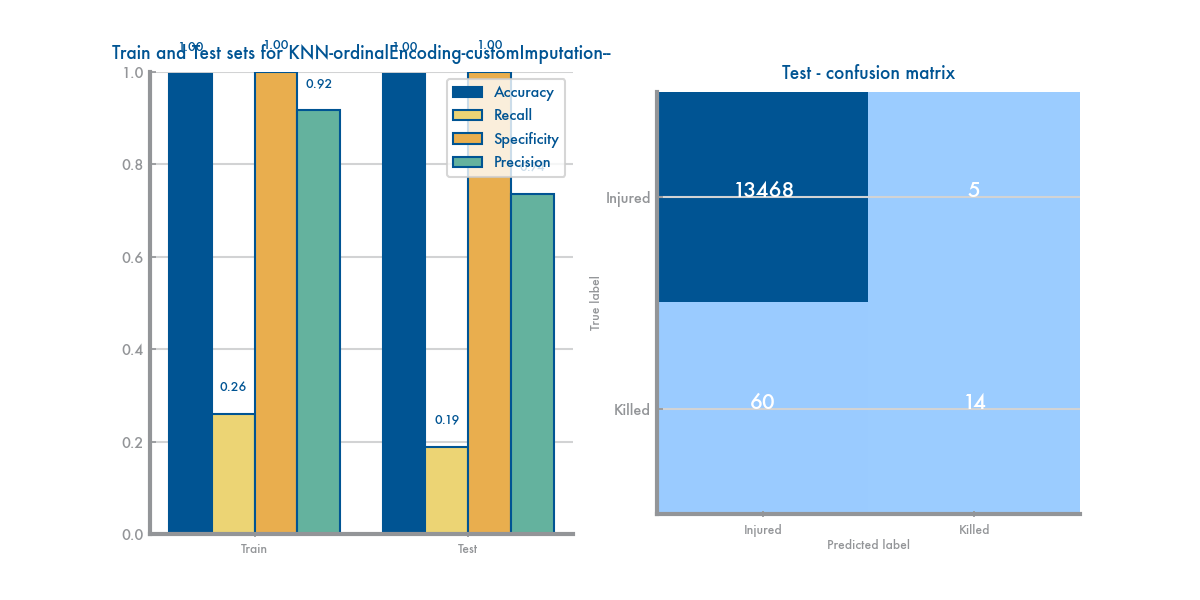 Train and Test sets for KNN-ordinalEncoding-customImputation–
1.00
1.00
1.00
1.00
1.0
0.8
0.6
0.4
0.2
0.0
0.26
0.92
0.19
0.74
Accuracy
Recall
Specificity
Precision
Train
Test
Test - confusion matrix
True label
Injured
Killed
13468
5
60
14
Injured
Killed
Predicted label